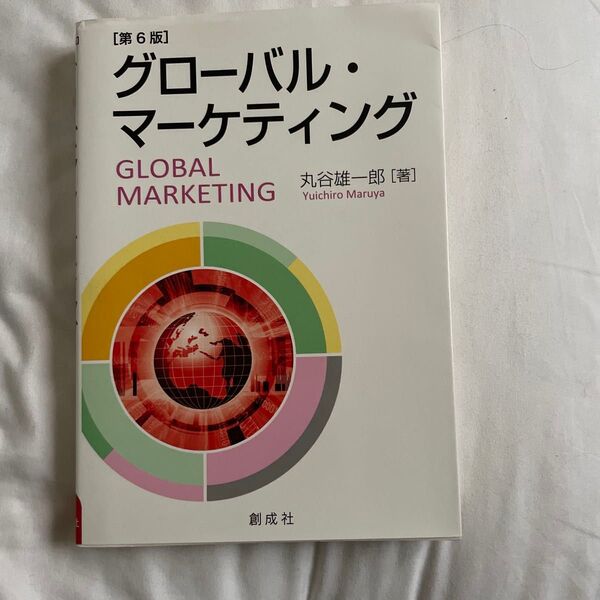 [第6版]
グローバル・
マーケティング
GLOBAL
MARKETING
丸谷雄一郎[著]
Yuichiro Maruya
創成社